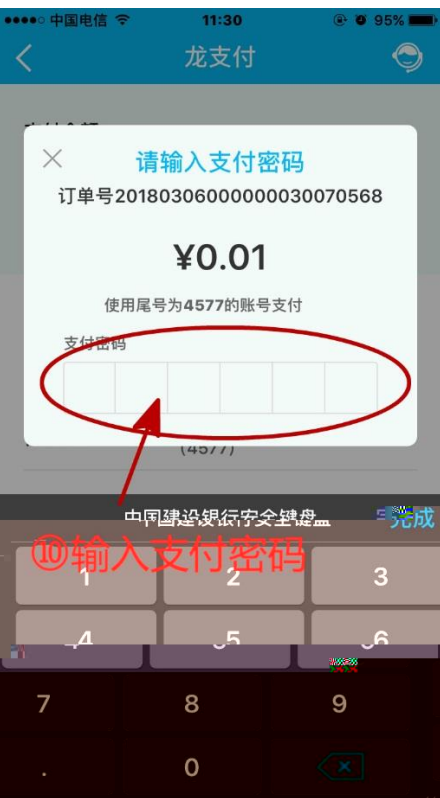 中国电信 11:30 95%
龙支付
请输入支付密码
订单号20180306000000030070568
¥0.01
使用尾号为4577的账号支付
支付密码
(4577)
中国建设银行安全键盘 完成
⑩输入支付密码
1 2 3
4 5 6
7 8 9
. 0